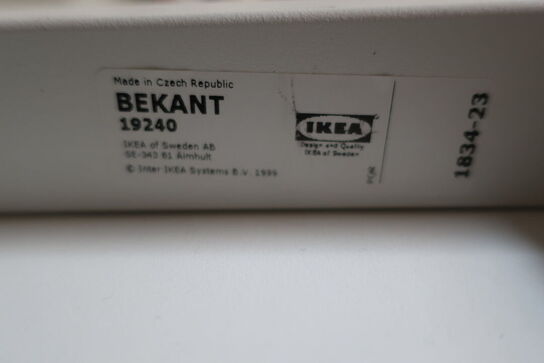 Made in Czech Republic
BEKANT
19240
IKEA of Sweden AB
SE-343 81 Älmhult
© Inter IKEA Systems B.V. 1999
IKEA
Design and Quality
IKEA of Sweden
1834-23